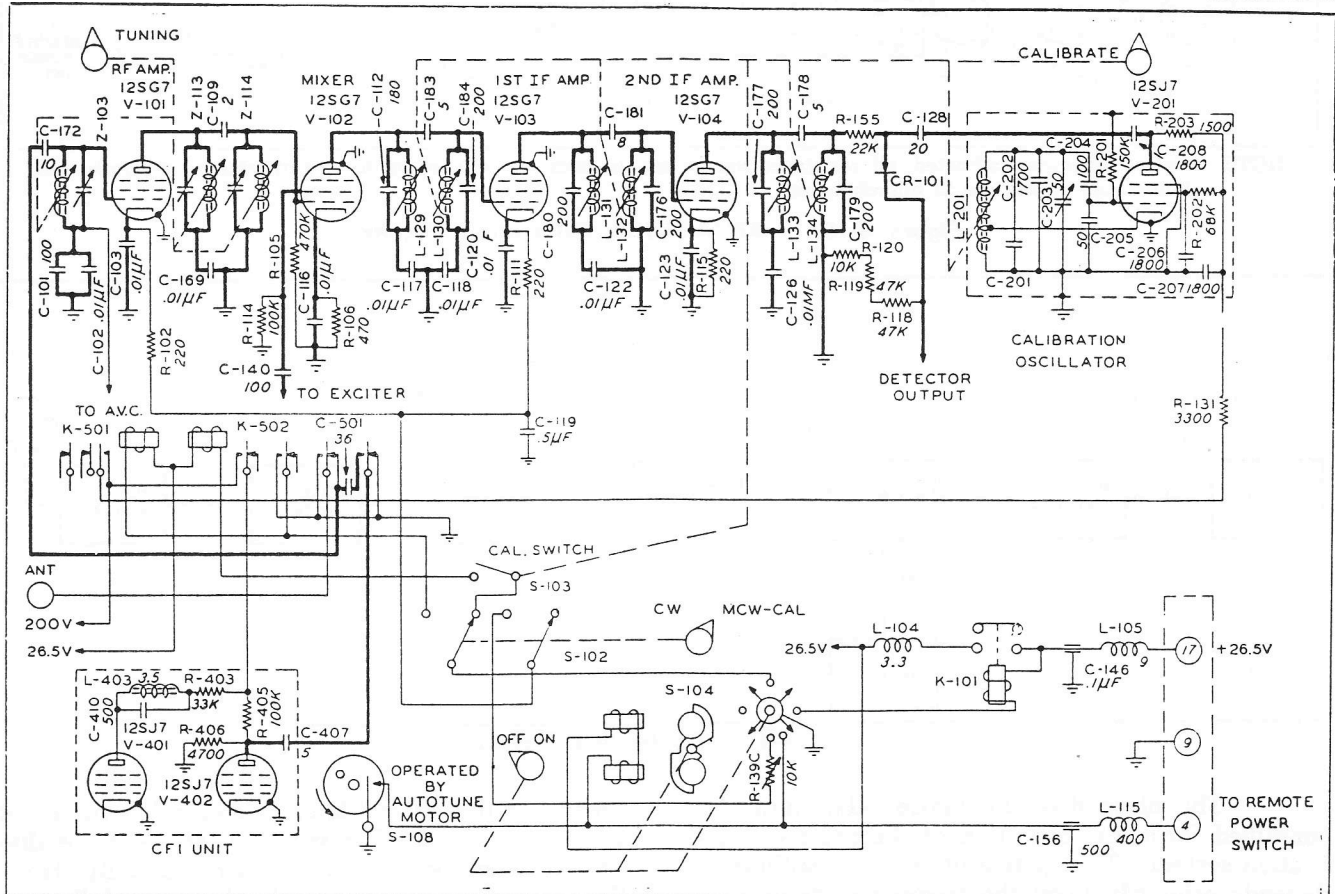 TUNING
RF AMP.
12SG7
V-101
Z-103
C-172
10
Z-113
C-109
2
Z-114
MIXER
12SG7
V-102
C-112
180
C-183
5
C-184
200
1ST IF AMP.
12SG7
V-103
C-181
8
2ND IF AMP.
12SG7
V-104
C-177
200
C-178
5
R-155
22K
C-128
20
CALIBRATE
12SJ7
V-201
R-203
1500
C-208
1800
C-204
100
R-201
150K
C-202
1700
C-203
50
L-201
C-205
50
R-202
68K
C-206
1800
C-207
1800
C-201
CALIBRATION
OSCILLATOR
CR-101
C-101
100
C-102
.01µF
C-103
.01µF
R-102
220
C-169
.01µF
R-105
470K
R-114
100K
C-116
.01µF
R-106
470
C-140
100
TO EXCITER
L-129
L-130
C-117
.01µF
C-118
.01µF
C-120
.01 F
R-111
220
C-180
200
L-131
L-132
C-176
200
C-122
.01µF
C-123
.01µF
R-115
220
L-133
L-134
C-179
200
C-126
.01MF
R-120
10K
R-119
47K
R-118
47K
DETECTOR
OUTPUT
C-119
.5µF
R-131
3300
TO A.V.C.
K-501
K-502
C-501
36
ANT
200V
26.5V
CAL. SWITCH
S-103
CW
MCW-CAL
S-102
26.5V
L-104
3.3
K-101
L-105
9
C-146
.1µF
17
+26.5V
9
4
TO REMOTE
POWER
SWITCH
L-115
400
C-156
500
S-104
R-139C
10K
OFF ON
OPERATED
BY
AUTOTUNE
MOTOR
S-108
L-403
3.5
R-403
33K
C-410
500
12SJ7
V-401
R-405
100K
R-406
4700
C-407
5
12SJ7
V-402
CFI UNIT